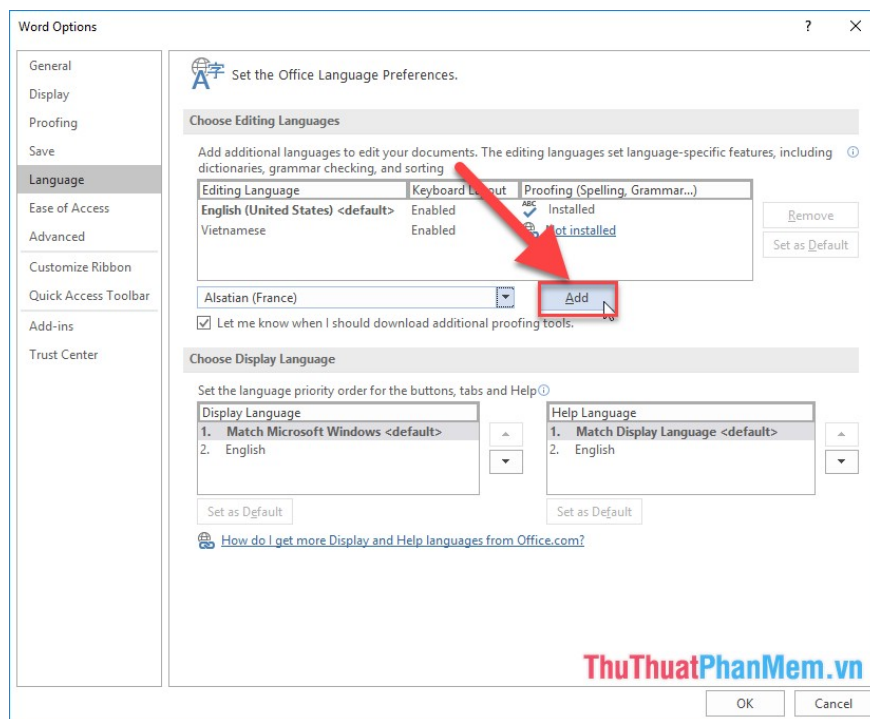 Word Options
?
General
Display
Proofing
Save
Language
Ease of Access
Advanced
Customize Ribbon
Quick Access Toolbar
Add-ins
Trust Center
A字 Set the Office Language Preferences.
Choose Editing Languages
Add additional languages to edit your documents. The editing languages set language-specific features, including
dictionaries, grammar checking, and sorting
Editing Language Keyboard Proofing (Spelling, Grammar...)
English (United States) <default> Enabled ABC Installed
Vietnamese Enabled installed
Remove
Set as Default
Alsatian (France) Add
Let me know when I should download additional proofing tools.
Choose Display Language
Set the language priority order for the buttons, tabs and Help
Display Language
1. Match Microsoft Windows <default>
2. English
Set as Default
Help Language
1. Match Display Language <default>
2. English
Set as Default
How do I get more Display and Help languages from Office.com?
ThuThuatPhanMem.vn
OK Cancel